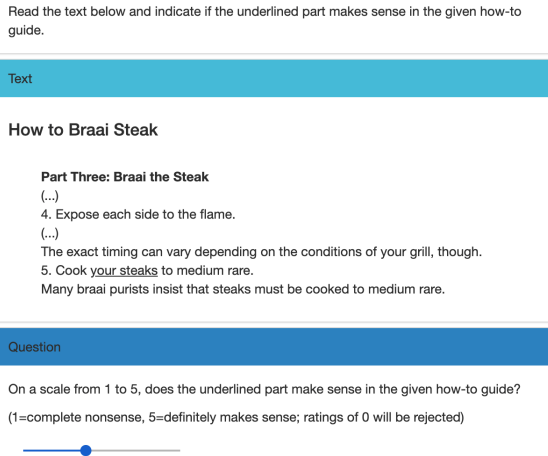 Read the text below and indicate if the underlined part makes sense in the given how-to
guide.
Text
How to Braai Steak
Part Three: Braai the Steak
(...)
4. Expose each side to the flame.
(...)
The exact timing can vary depending on the conditions of your grill, though.
5. Cook your steaks to medium rare.
Many braai purists insist that steaks must be cooked to medium rare.
Question
On a scale from 1 to 5, does the underlined part make sense in the given how-to guide?
(1=complete nonsense, 5=definitely makes sense; ratings of 0 will be rejected)